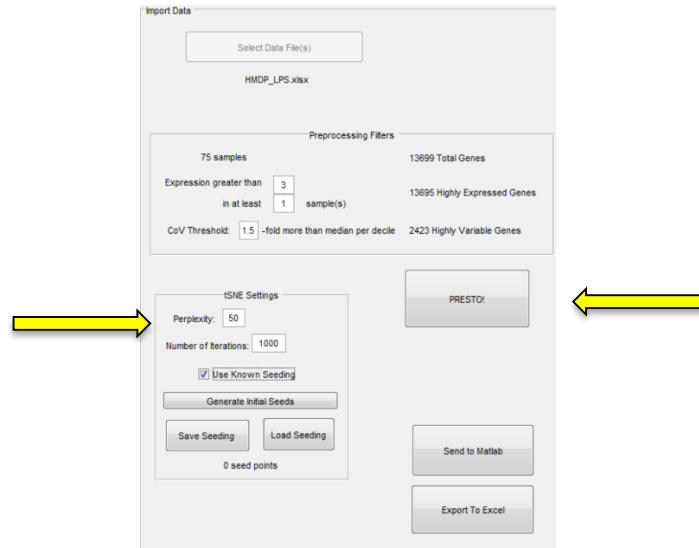 Import Data
Select Data File(s)
HMDP_LPS.xlsx
Preprocessing Filters
75 samples
13699 Total Genes
Expression greater than 3
in at least 1 sample(s)
13695 Highly Expressed Genes
CoV Threshold: 1.5 -fold more than median per decile
2423 Highly Variable Genes
tSNE Settings
Perplexity: 50
Number of Iterations: 1000
Use Known Seeding
Generate Initial Seeds
Save Seeding
Load Seeding
0 seed points
PRESTO!
Send to Matlab
Export To Excel